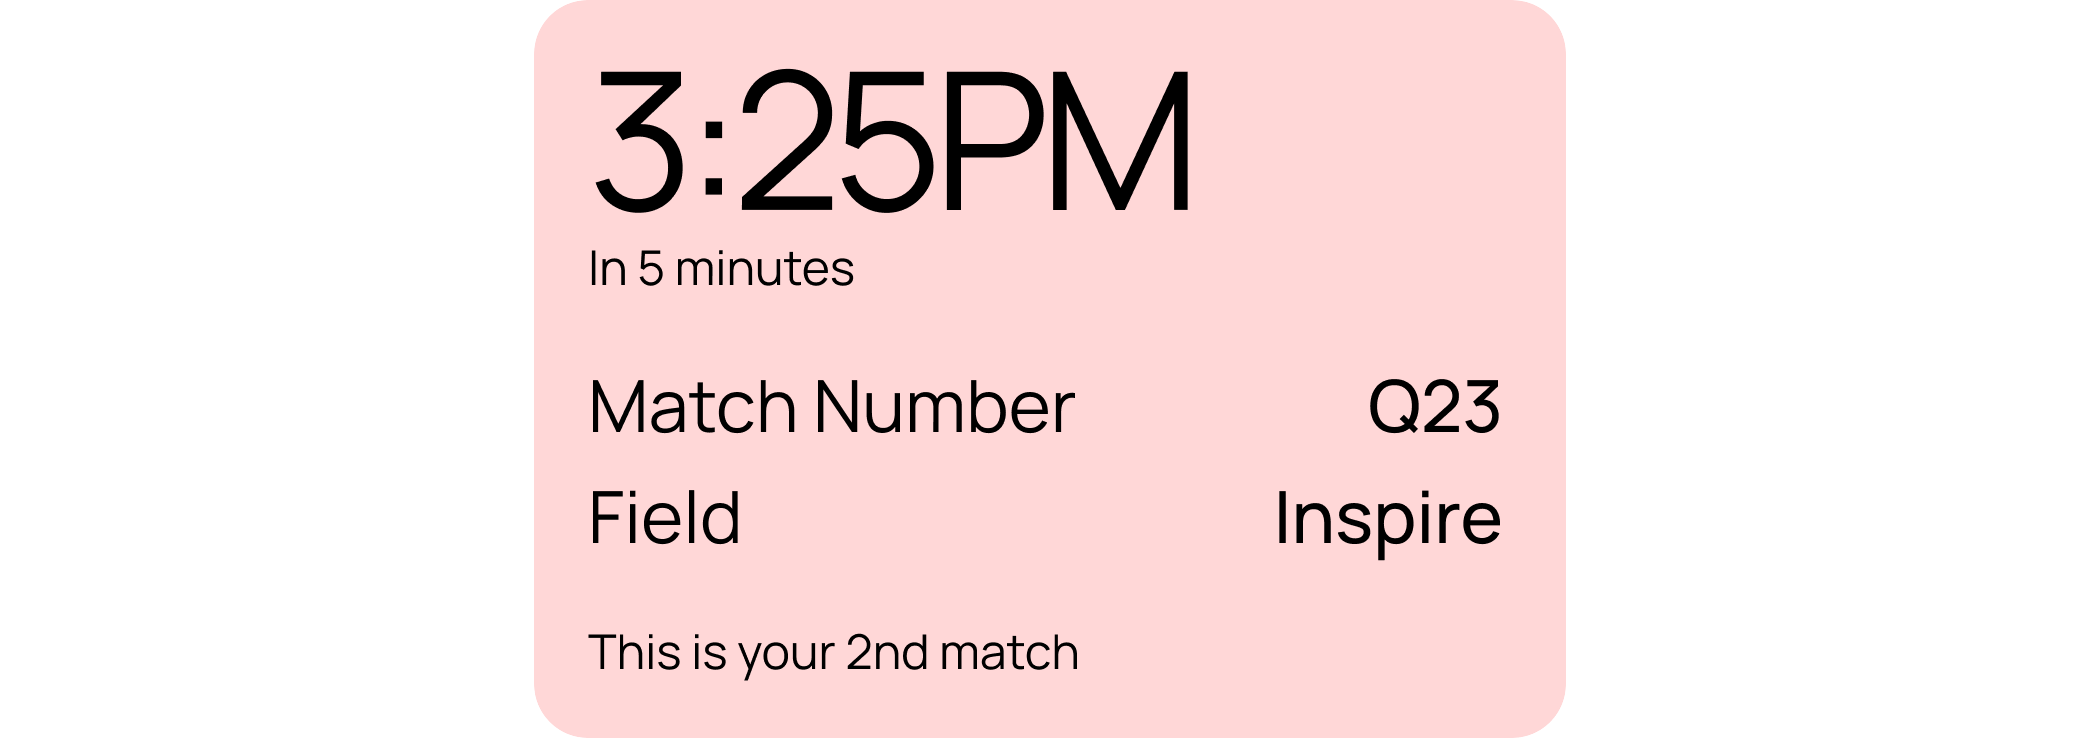 3:25PM
In 5 minutes
Match Number Q23
Field Inspire
This is your 2nd match